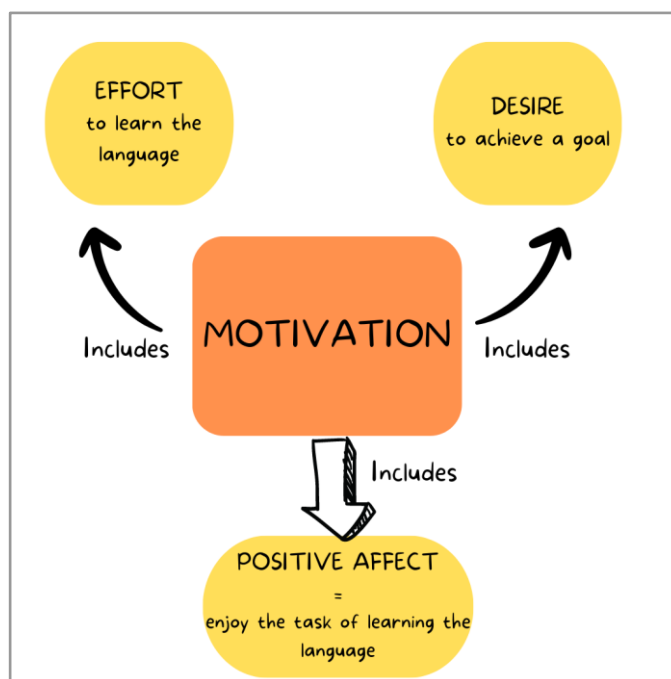 EFFORT
to learn the
language
DESIRE
to achieve a goal
MOTIVATION
Includes
Includes
Includes
POSITIVE AFFECT
=
enjoy the task of learning the
language